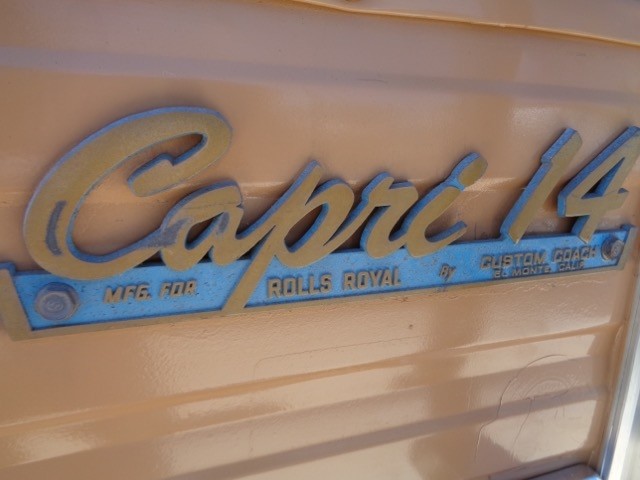 Capri 14
MFG. FOR ROLLS ROYAL By CUSTOM COACH
EL MONTE, CALIF.